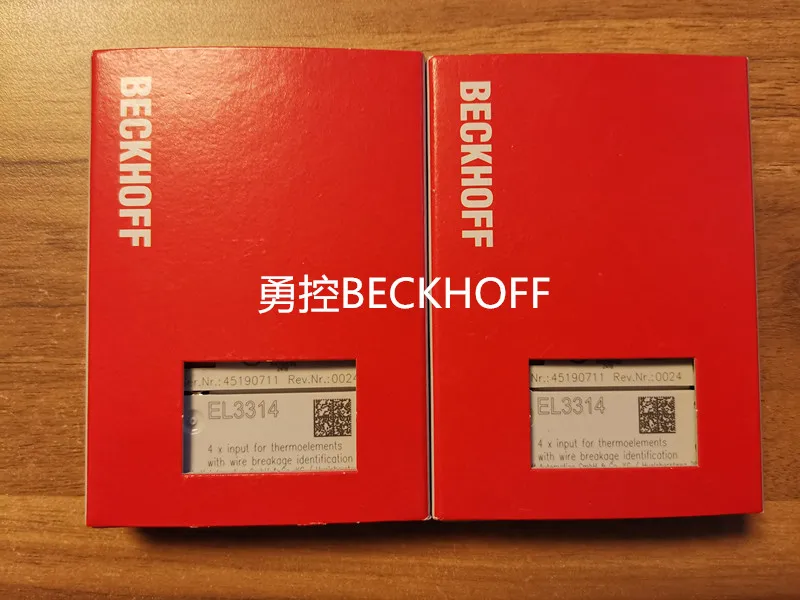 BECKHOFF
BECKHOFF
勇控BECKHOFF
er.Nr.:45190711 Rev.Nr.:0024
EL3314
4 x input for thermoelements
with wire breakage identification
Nr.:45190711 Rev.Nr.:0024
EL3314
4 x input for thermoelements
with wire breakage identification